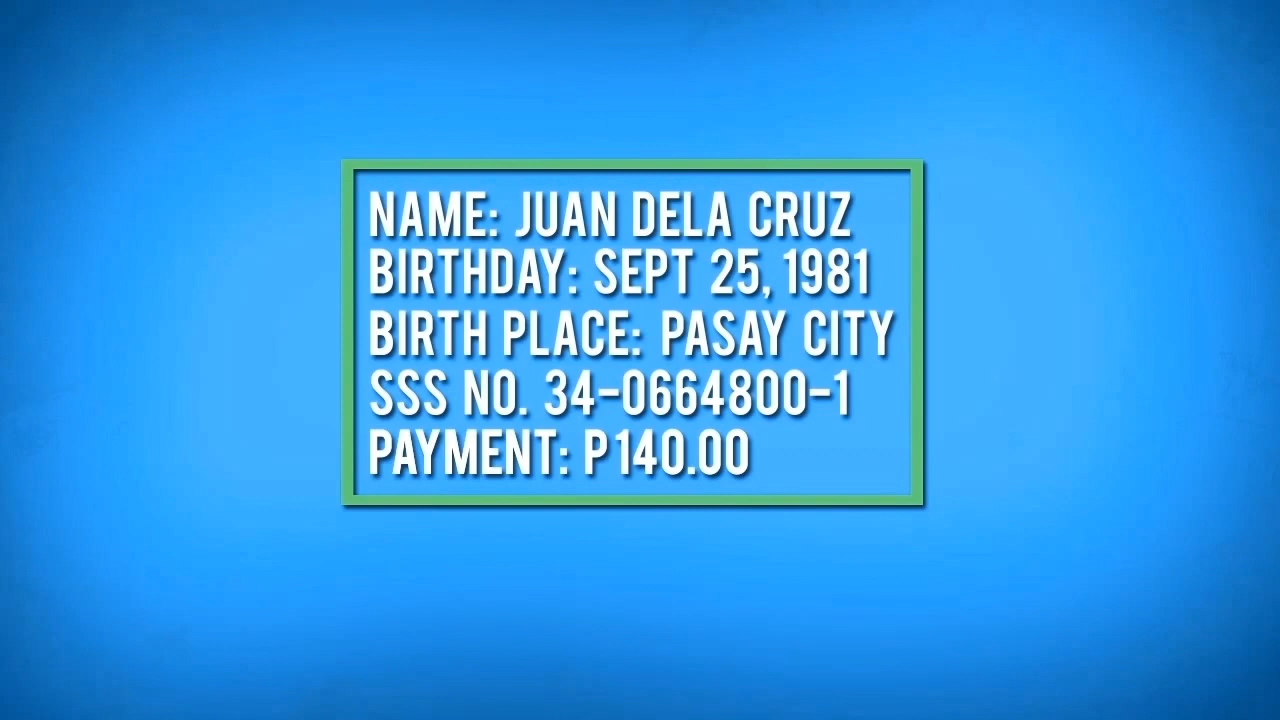 NAME: JUAN DELA CRUZ
BIRTHDAY: SEPT 25, 1981
BIRTH PLACE: PASAY CITY
SSS NO. 34-0664800-1
PAYMENT: P140.00